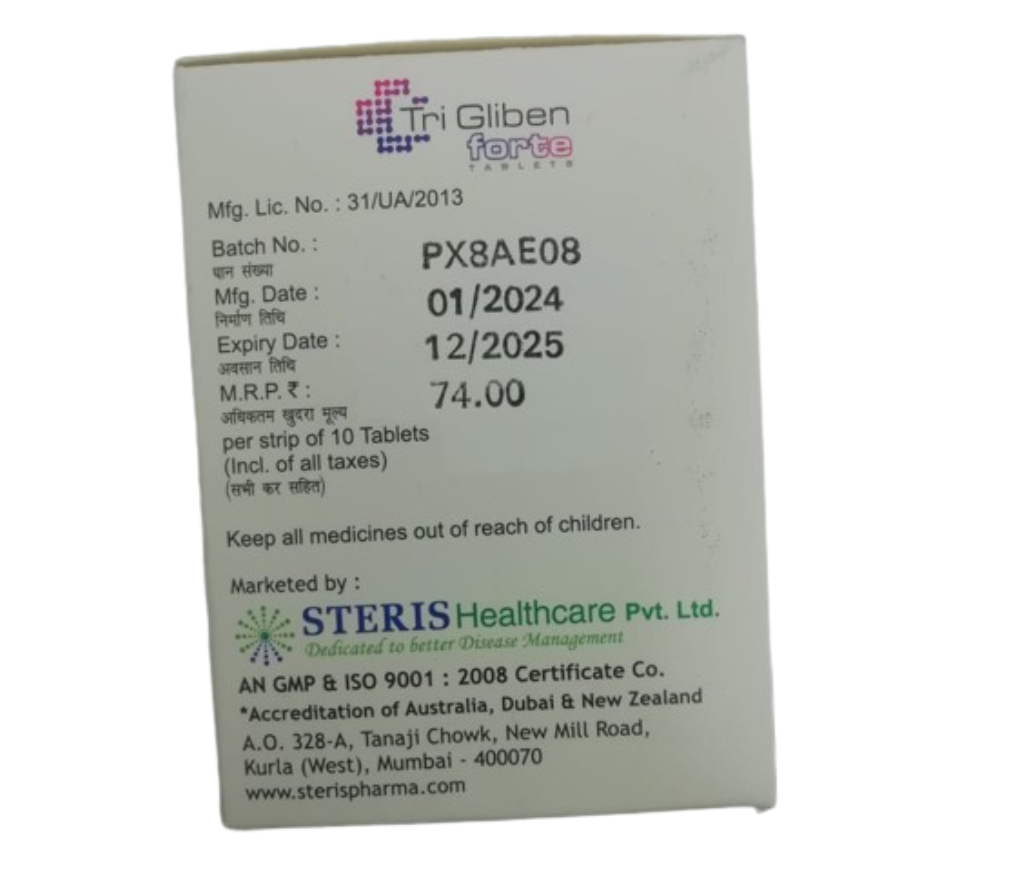 Tri Gliben
forte
TABLETS
Mfg. Lic. No. : 31/UA/2013
Batch No. : PX8AE08
घान संख्या
Mfg. Date : 01/2024
निर्माण तिथि
Expiry Date : 12/2025
अवसान तिथि
M.R.P. ₹ : 74.00
अधिकतम खुदरा मूल्य
per strip of 10 Tablets
(Incl. of all taxes)
(सभी कर सहित)
Keep all medicines out of reach of children.
Marketed by :
STERIS Healthcare Pvt. Ltd.
Dedicated to better Disease Management
AN GMP & ISO 9001 : 2008 Certificate Co.
*Accreditation of Australia, Dubai & New Zealand
A.O. 328-A, Tanaji Chowk, New Mill Road,
Kurla (West), Mumbai - 400070
www.sterispharma.com